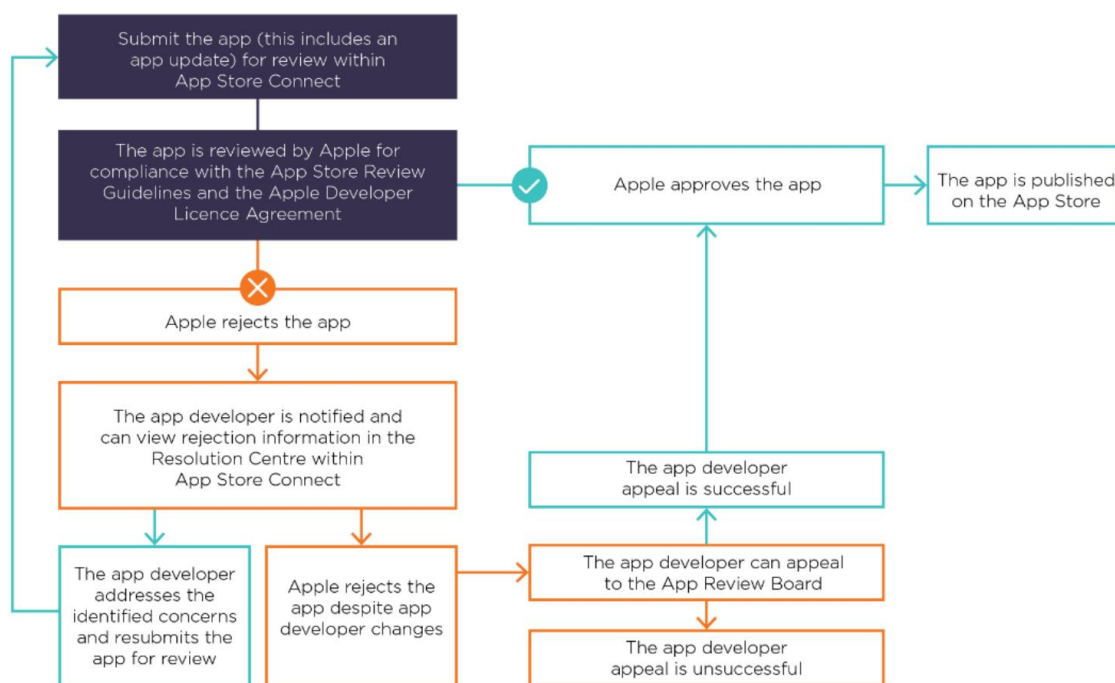 Submit the app (this includes an
app update) for review within
App Store Connect
The app is reviewed by Apple for
compliance with the App Store Review
Guidelines and the Apple Developer
Licence Agreement
Apple approves the app
The app is published
on the App Store
Apple rejects the app
The app developer is notified and
can view rejection information in the
Resolution Centre within
App Store Connect
The app developer
appeal is successful
The app developer
addresses the
identified concerns
and resubmits the
app for review
Apple rejects the
app despite app
developer changes
The app developer can appeal
to the App Review Board
The app developer
appeal is unsuccessful